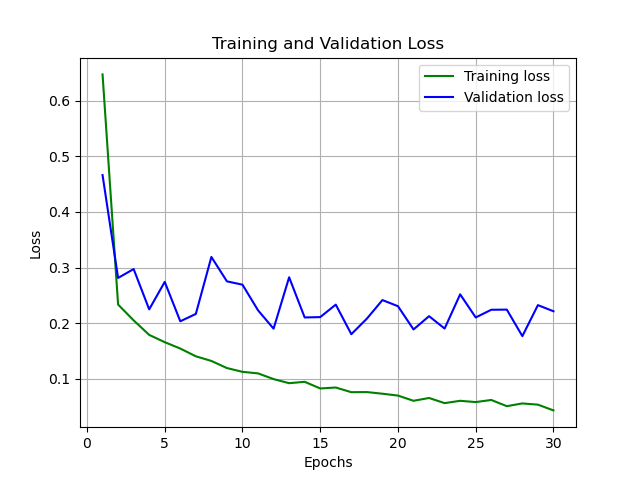 Training and Validation Loss
Training loss
Validation loss
Loss
0.6
0.5
0.4
0.3
0.2
0.1
0 5 10 15 20 25 30
Epochs